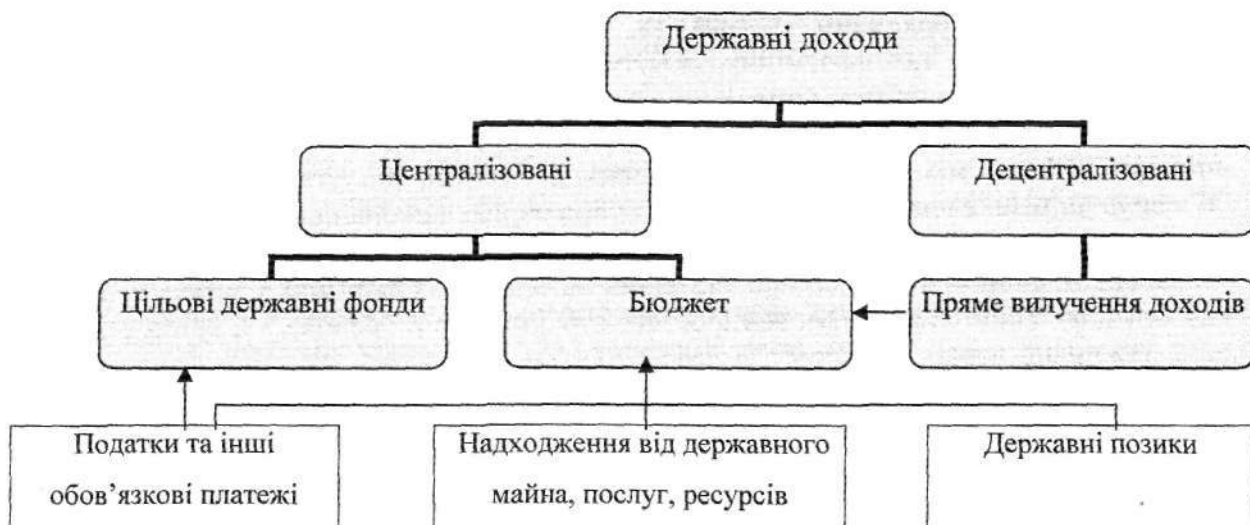 Державні доходи
Централізовані
Децентралізовані
Цільові державні фонди
Бюджет
Пряме вилучення доходів
Податки та інші
обов’язкові платежі
Надходження від державного
майна, послуг, ресурсів
Державні позики